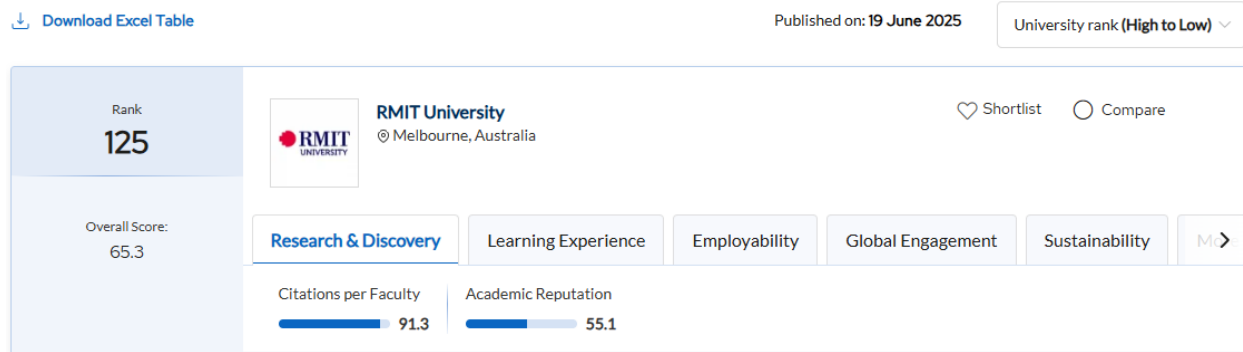 Download Excel Table
Published on: 19 June 2025
University rank (High to Low)
Rank
125
Overall Score:
65.3
RMIT
UNIVERSITY
RMIT University
Melbourne, Australia
Shortlist
Compare
Research & Discovery
Learning Experience
Employability
Global Engagement
Sustainability
Citations per Faculty
91.3
Academic Reputation
55.1